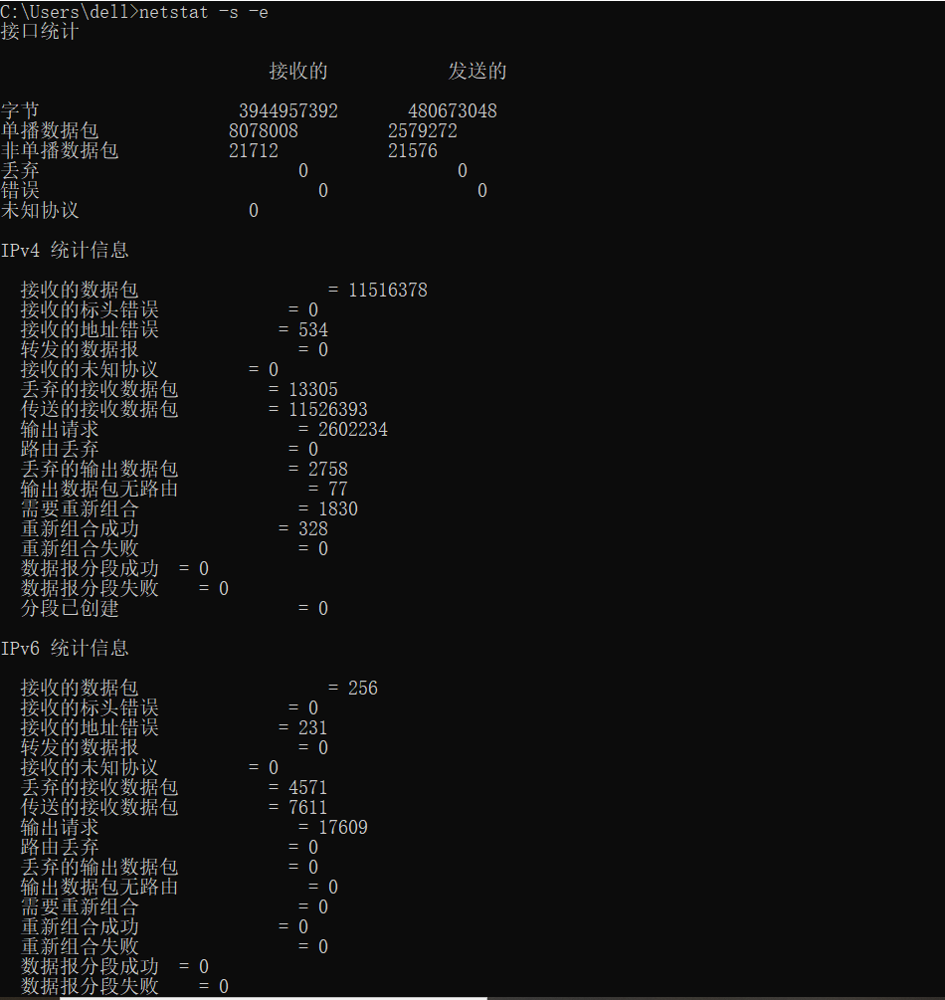 C:\Users\dell>netstat -s -e
接口统计
接收的 发送的
字节 3944957392 480673048
单播数据包 8078008 2579272
非单播数据包 21712 21576
丢弃 0 0
错误 0 0
未知协议 0
IPv4 统计信息
接收的数据包 = 11516378
接收的标头错误 = 0
接收的地址错误 = 534
转发的数据报 = 0
接收的未知协议 = 0
丢弃的接收数据包 = 13305
传送的接收数据包 = 11526393
输出请求 = 2602234
路由丢弃 = 0
丢弃的输出数据包 = 2758
输出数据包无路由 = 77
需要重新组合 = 1830
重新组合成功 = 328
重新组合失败 = 0
数据报分段成功 = 0
数据报分段失败 = 0
分段已创建 = 0
IPv6 统计信息
接收的数据包 = 256
接收的标头错误 = 0
接收的地址错误 = 231
转发的数据报 = 0
接收的未知协议 = 0
丢弃的接收数据包 = 4571
传送的接收数据包 = 7611
输出请求 = 17609
路由丢弃 = 0
丢弃的输出数据包 = 0
输出数据包无路由 = 0
需要重新组合 = 0
重新组合成功 = 0
重新组合失败 = 0
数据报分段成功 = 0
数据报分段失败 = 0